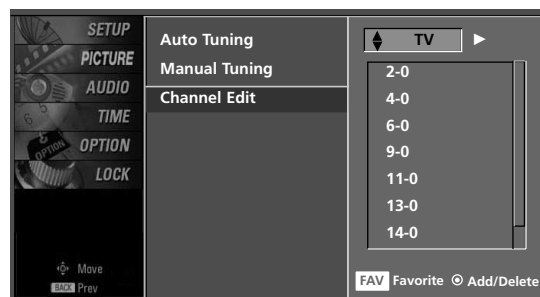 SETUP
PICTURE
AUDIO
TIME
OPTION
LOCK
Move
BACK Prev
Auto Tuning
Manual Tuning
Channel Edit
TV
2-0
4-0
6-0
9-0
11-0
13-0
14-0
FAV Favorite Add/Delete